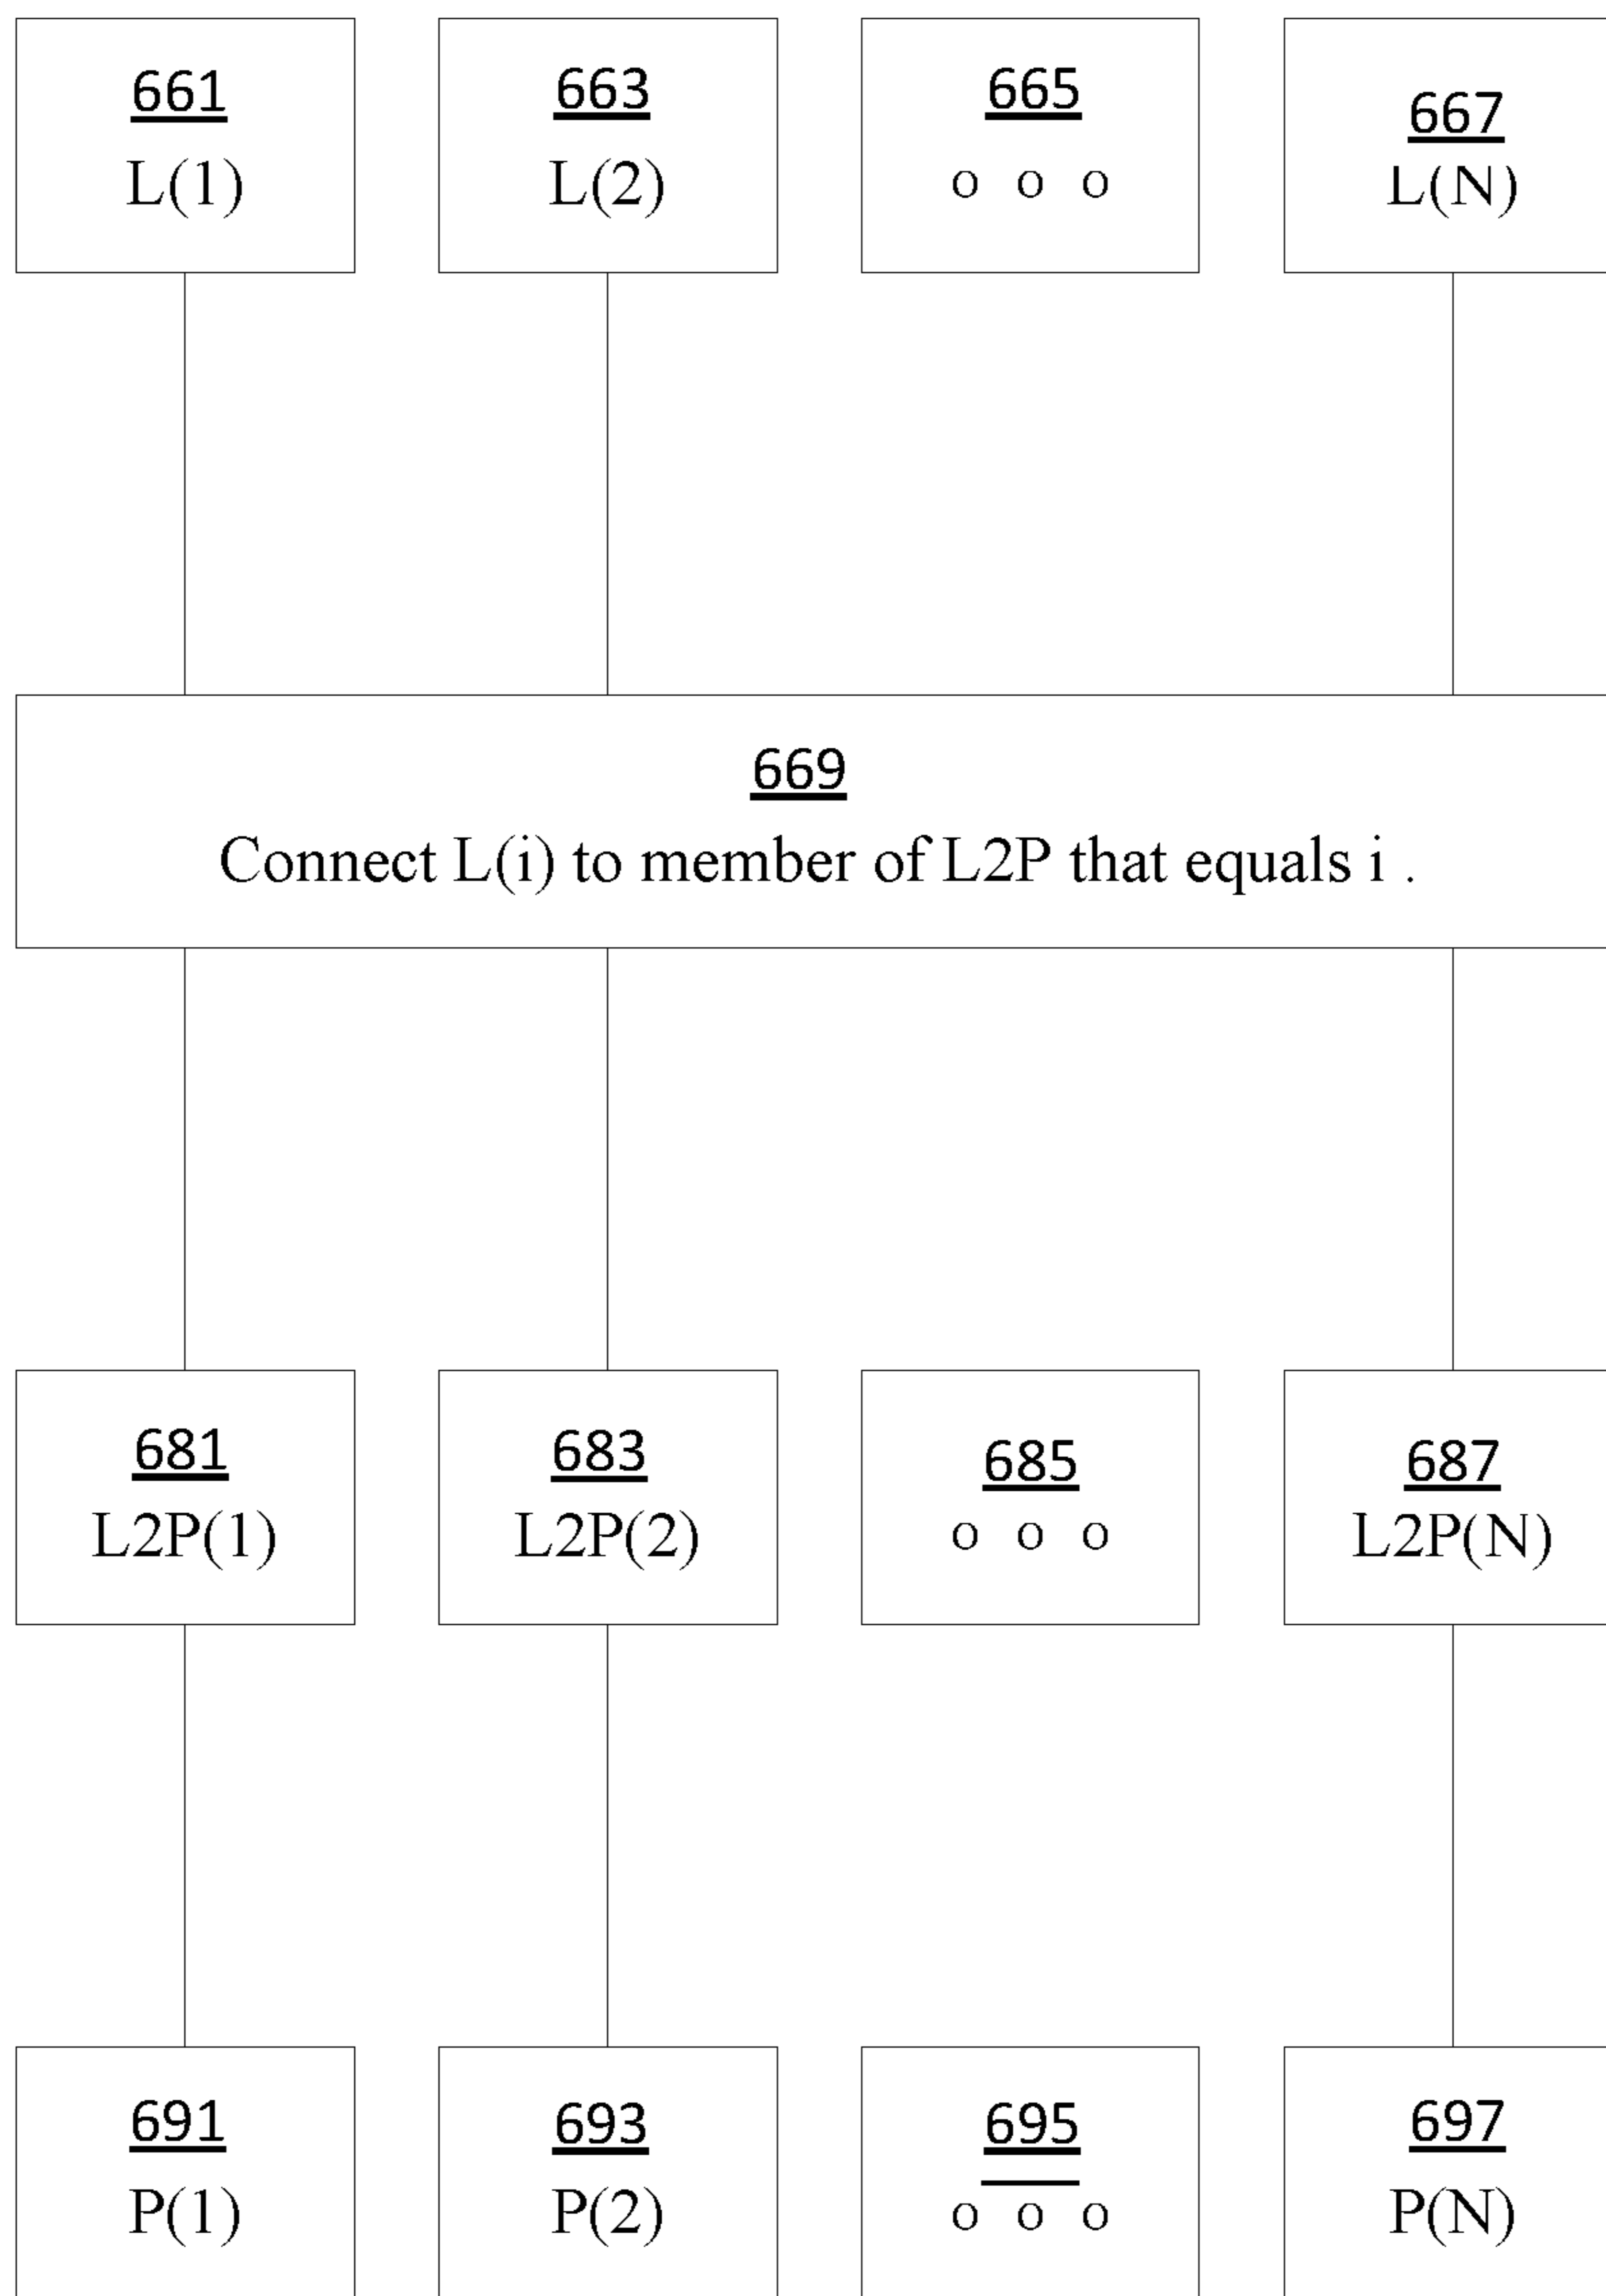 661 663 665 667
L(1) L(2) o o o L(N)
669
Connect L(i) to member of L2P that equals i .
681 683 685 687
L2P(1) L2P(2) o o o L2P(N)
691 693 695 697
P(1) P(2) o o o P(N)